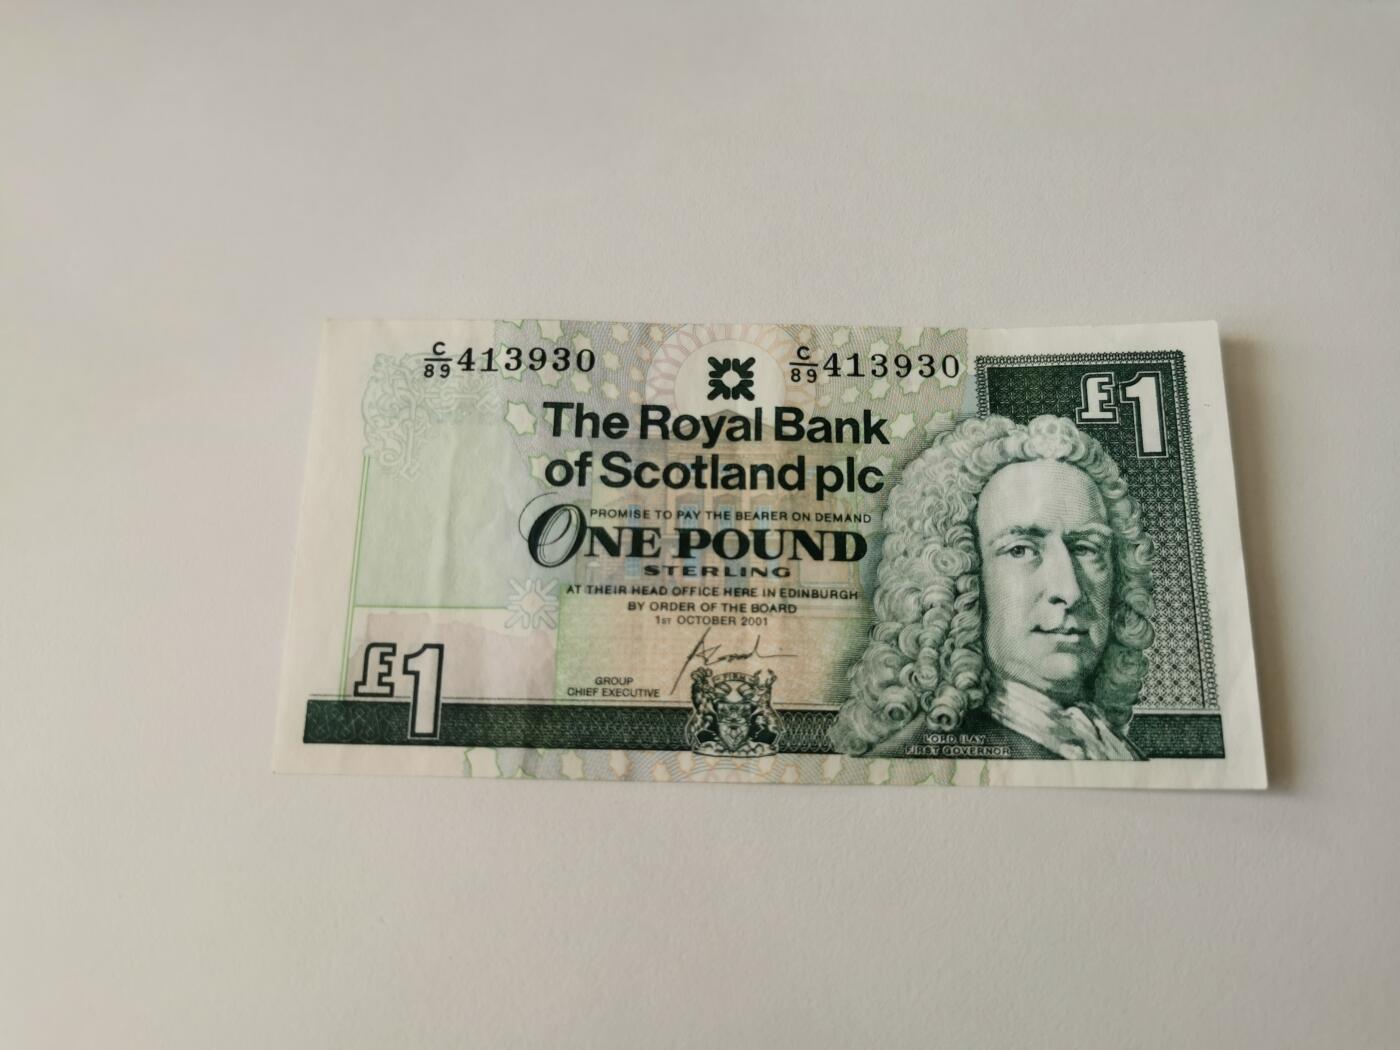 C/89 413930
C/89 413930
£1
The Royal Bank
of Scotland plc
PROMISE TO PAY THE BEARER ON DEMAND
ONE POUND
STERLING
AT THEIR HEAD OFFICE HERE IN EDINBURGH
BY ORDER OF THE BOARD
1ST OCTOBER 2001
GROUP
CHIEF EXECUTIVE
£1
FIRM
LORD ILAY
FIRST GOVERNOR